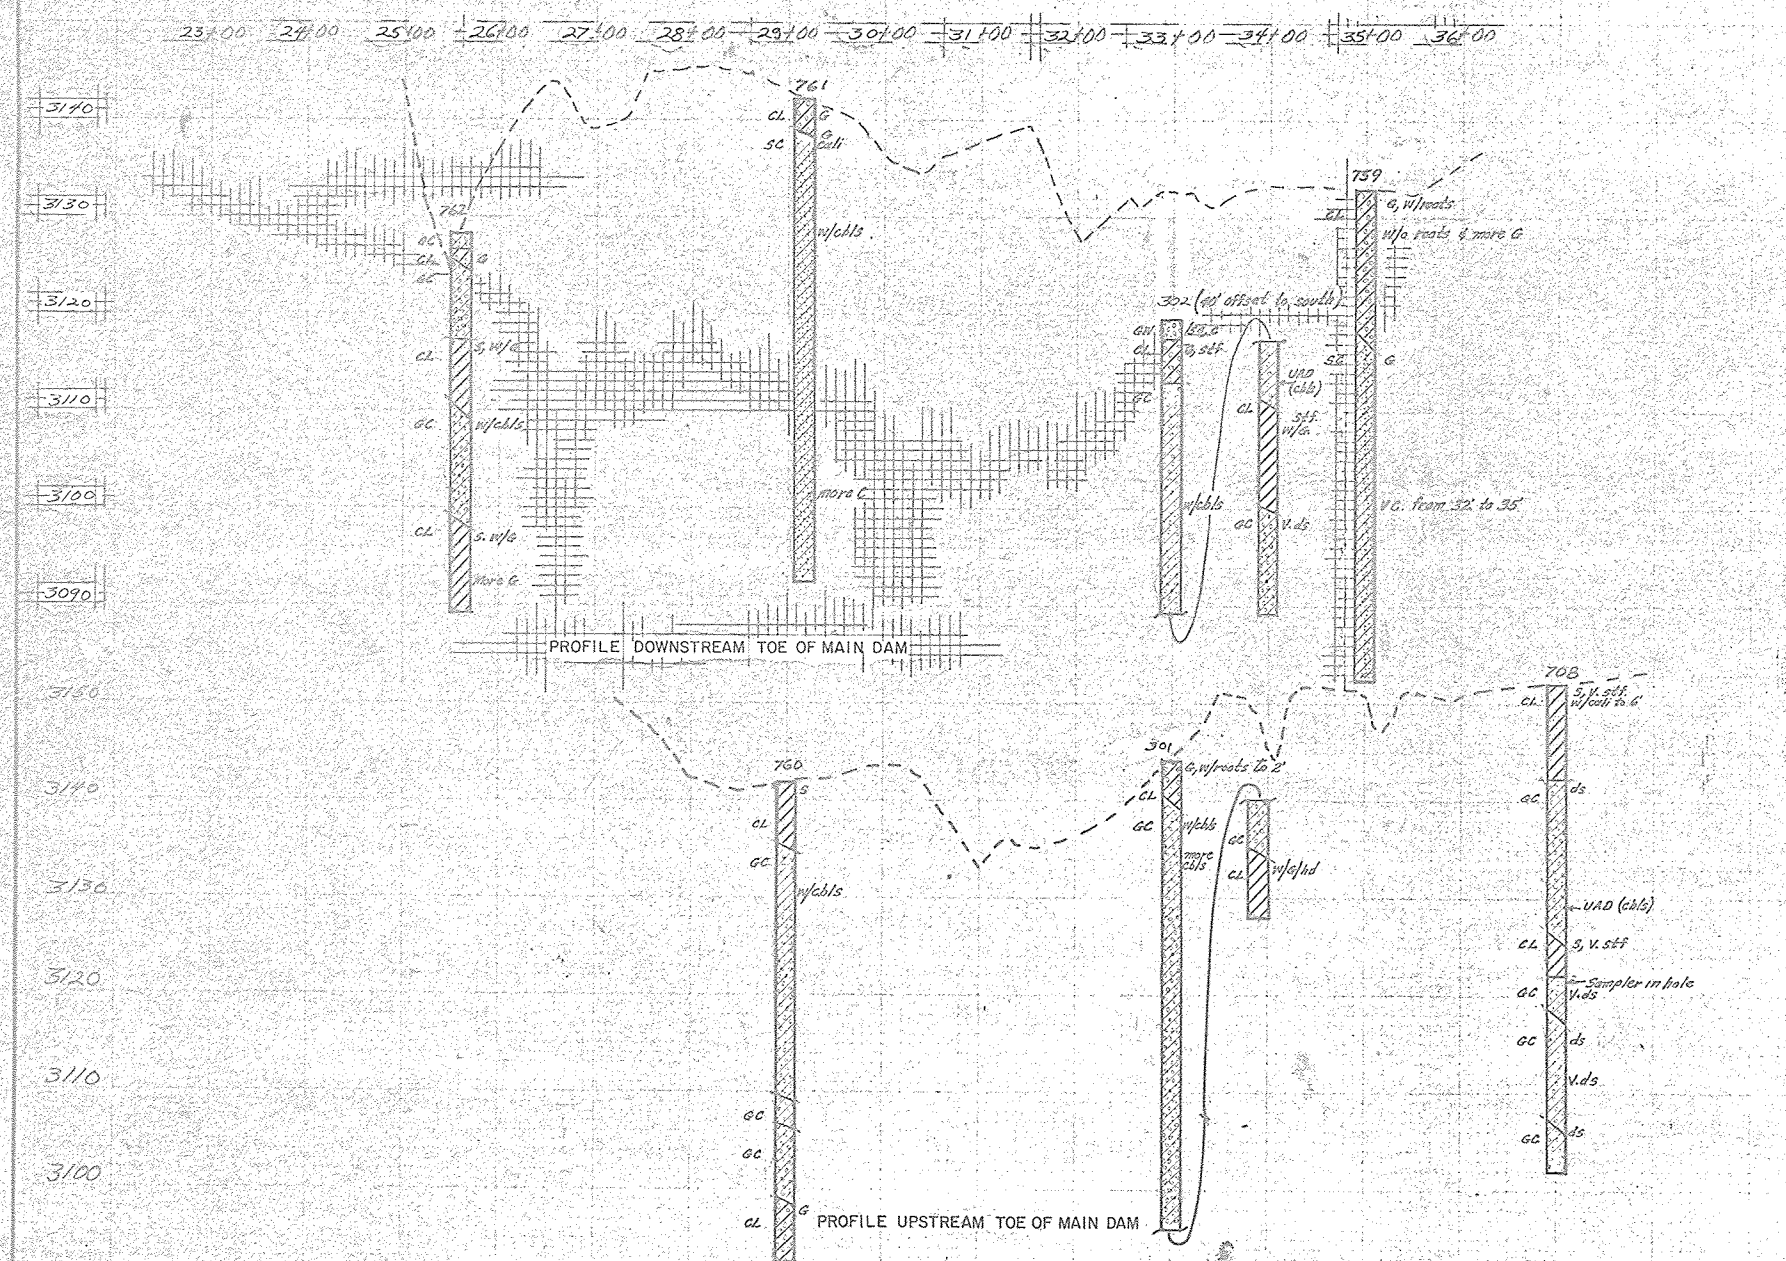 23+00 24+00 25+00 26+00 27+00 28+00 29+00 30+00 31+00 32+00 33+00 34+00 35+00 36+00
3140
3130
3120
3110
3100
3090
762
GC
CL G
GC
CL S, w/G
GC w/cbls
CL S. w/G
More G
761
CL G
SC G
cali
w/cbls
more C
302 (40' offset to south)
GW
CL G, stf
GC
w/cbls
UAD
(cbls)
CL stf
w/G.
GC v.ds
759
CL G, w/roots
w/o roots & more G
SC G
VC. from 32' to 35'
PROFILE DOWNSTREAM TOE OF MAIN DAM
3150
3140
3130
3120
3110
3100
760
S
CL
GC
w/cbls
GC
GC
CL G
301
G, w/roots to 2'
CL
GC w/cbls
more
cbls
GC
CL w/G/hd
708
CL S, v. stf.
w/cali to 6'
GC ds
UAD (cbls)
CL S, v. stf
Sampler in hole
GC v.ds
GC ds
v.ds
GC ds
PROFILE UPSTREAM TOE OF MAIN DAM